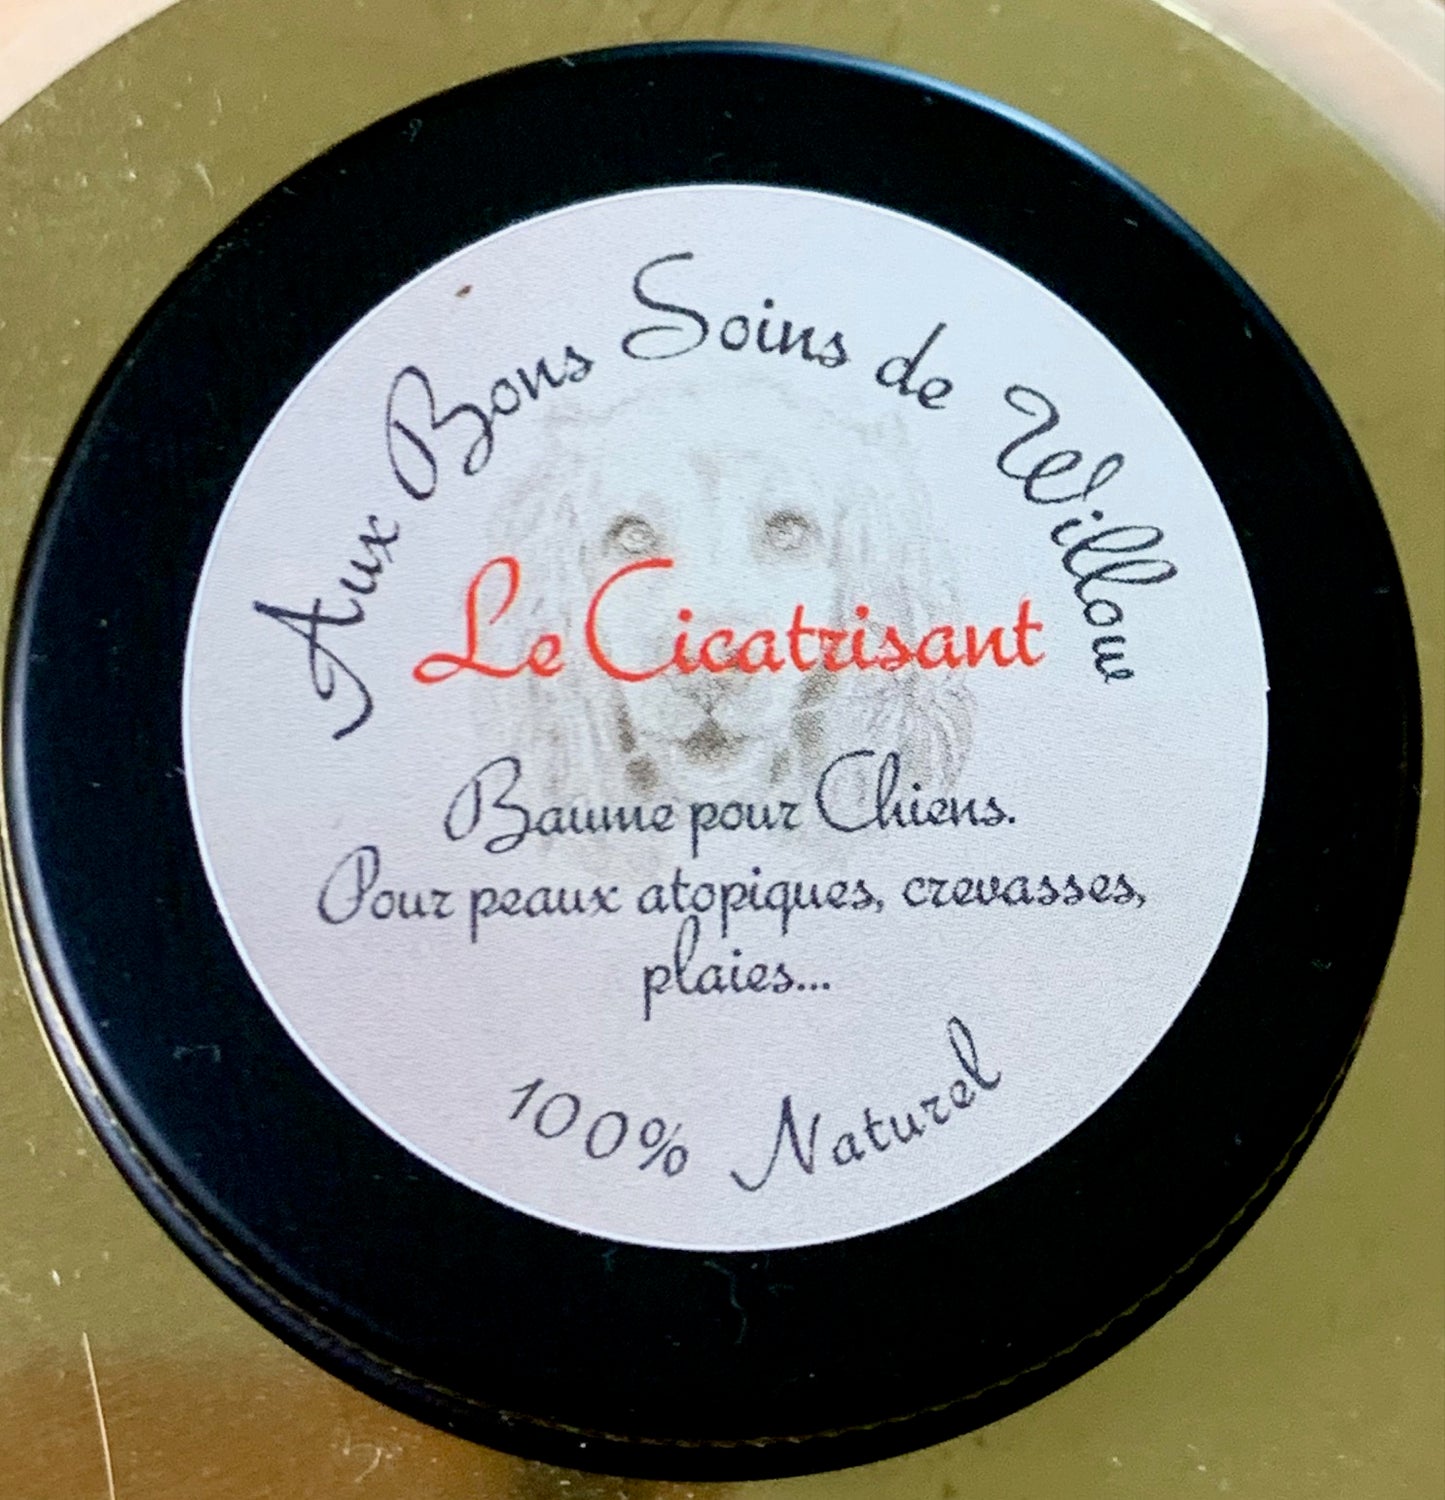 Aux Bons Soins de Willow
Le Cicatrisant
Baume pour Chiens.
Pour peaux atopiques, crevasses,
plaies...
100% Naturel